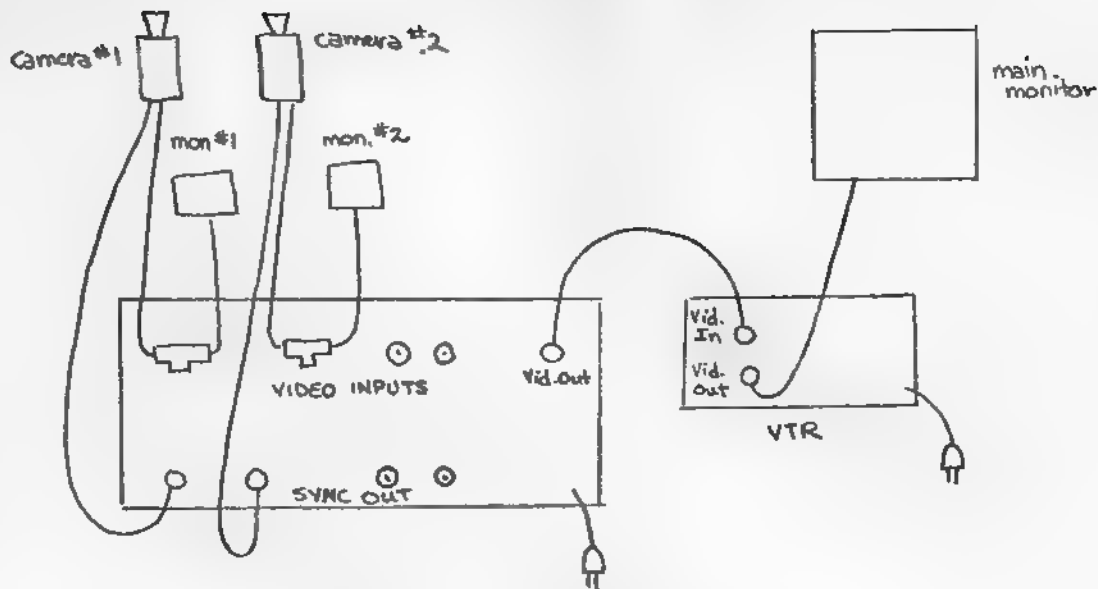 camera #1
camera #2
main
monitor
mon #1
mon. #2
Vid.
In
Vid. Out
Vid.
Out
VIDEO INPUTS
VTR
SYNC OUT